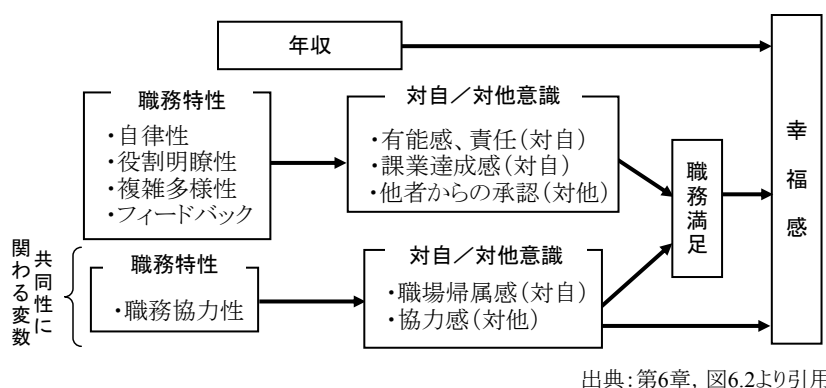 年収
幸福感
職務特性
・自律性
・役割明瞭性
・複雑多様性
・フィードバック
対自／対他意識
・有能感、責任（対自）
・課業達成感（対自）
・他者からの承認（対他）
職務満足
共同性に
関わる変数
職務特性
・職務協力性
対自／対他意識
・職場帰属感（対自）
・協力感（対他）
出典：第6章，図6.2より引用